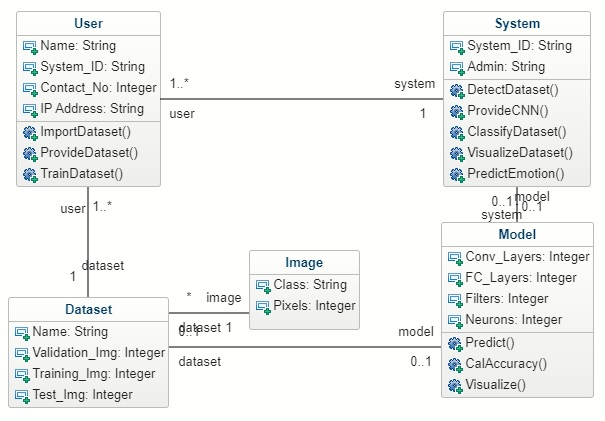 User
Name: String
System_ID: String
Contact_No: Integer
IP Address: String
ImportDataset()
ProvideDataset()
TrainDataset()
1..*
user
system
1
System
System_ID: String
Admin: String
DetectDataset()
ProvideCNN()
ClassifyDataset()
VisualizeDataset()
PredictEmotion()
user
1..*
1
dataset
0..1
model
0..1
system
Model
Conv_Layers: Integer
FC_Layers: Integer
Filters: Integer
Neurons: Integer
Predict()
CalAccuracy()
Visualize()
Image
Class: String
Pixels: Integer
* image
dataset 1
0..1
dataset
model
0..1
Dataset
Name: String
Validation_Img: Integer
Training_Img: Integer
Test_Img: Integer